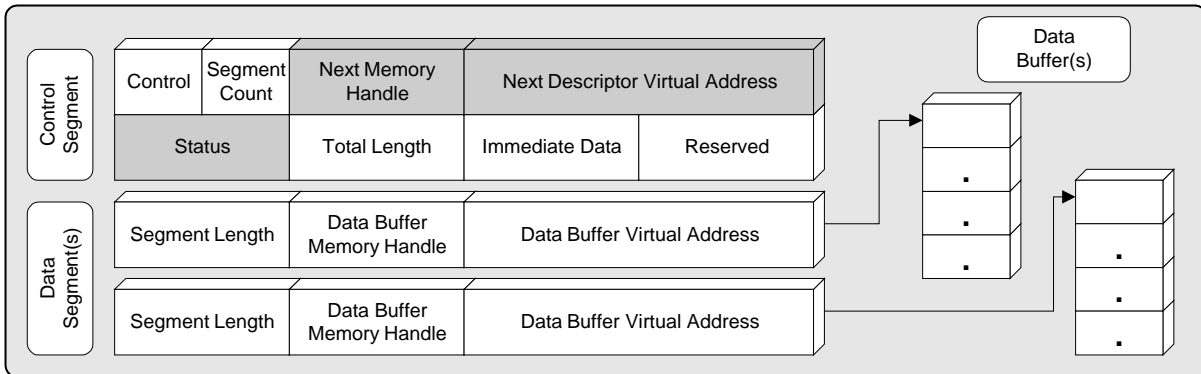 Control
Segment
Control
Segment
Count
Next Memory
Handle
Next Descriptor Virtual Address
Status
Total Length
Immediate Data
Reserved
Data
Buffer(s)
Data
Segment(s)
Segment Length
Data Buffer
Memory Handle
Data Buffer Virtual Address
Segment Length
Data Buffer
Memory Handle
Data Buffer Virtual Address
.
.
.
.
.
.